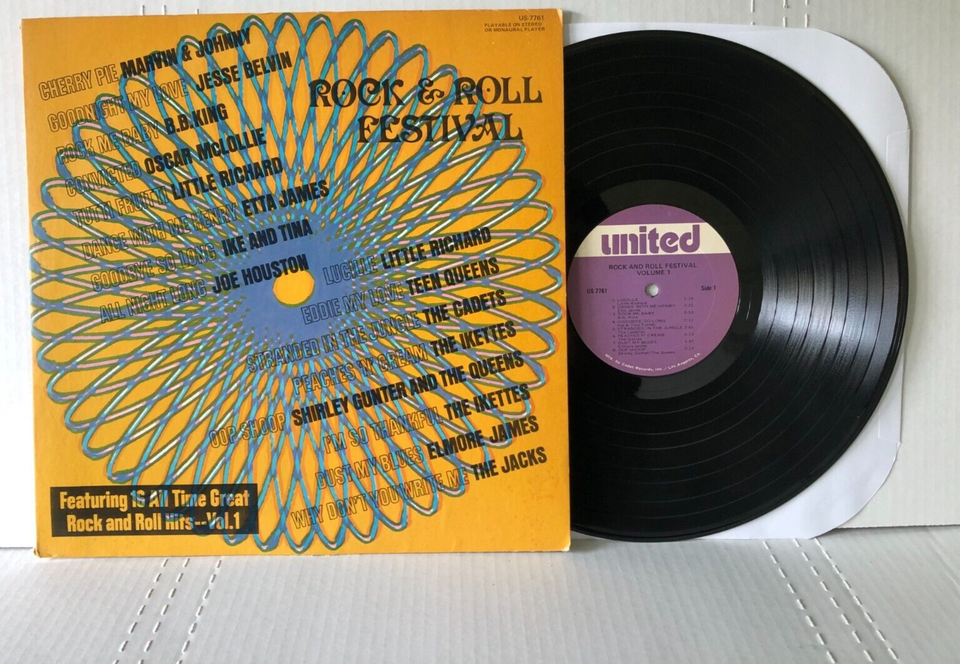 US 7761
PLAYABLE ON STEREO
OR MONAURAL PLAYER
ROCK & ROLL
FESTIVAL
CHERRY PIE MARVIN & JOHNNY
GOODNIGHT MY LOVE JESSE BELVIN
ROCK ME BABY B.B. KING
CONVICTED OSCAR McLOLLIE
TUTTI FRUITTI LITTLE RICHARD
DANCE WITH ME HENRY ETTA JAMES
GOODBYE SO LONG IKE AND TINA
ALL NIGHT LONG JOE HOUSTON
LUCILLE LITTLE RICHARD
EDDIE MY LOVE TEEN QUEENS
STRANDED IN THE JUNGLE THE CADETS
PEACHES 'N' CREAM THE IKETTES
OOP SHOOP SHIRLEY GUNTER AND THE QUEENS
I'M SO THANKFUL THE IKETTES
DUST MY BLUES ELMORE JAMES
WHY DON'T YOU WRITE ME THE JACKS
Featuring 16 All Time Great
Rock and Roll Hits--Vol.1
united
ROCK AND ROLL FESTIVAL
VOLUME 1
US 7761
Side 1